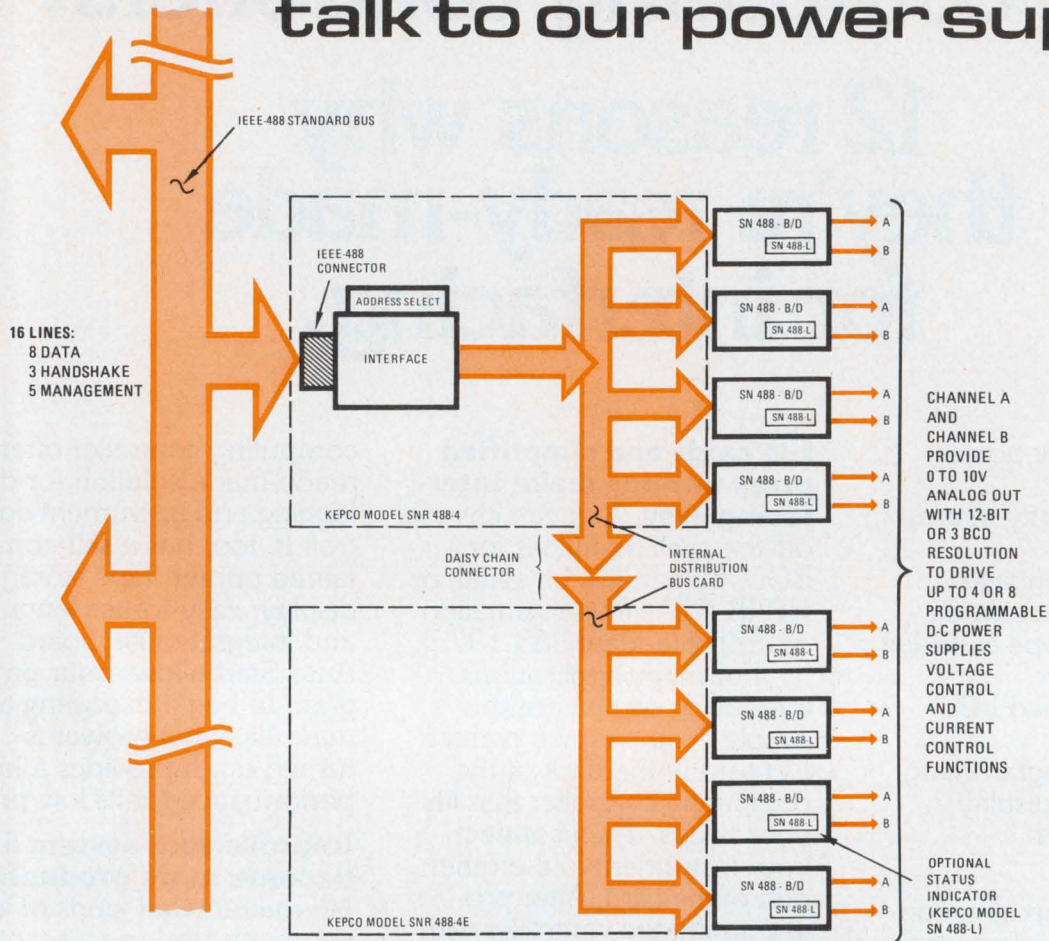 talk to our power su
IEEE-488 STANDARD BUS
IEEE-488
CONNECTOR
ADDRESS SELECT
INTERFACE
16 LINES:
8 DATA
3 HANDSHAKE
5 MANAGEMENT
KEPCO MODEL SNR 488-4
DAISY CHAIN
CONNECTOR
INTERNAL
DISTRIBUTION
BUS CARD
SN 488 - B/D
SN 488-L
A
B
SN 488 - B/D
SN 488-L
A
B
SN 488 - B/D
SN 488-L
A
B
SN 488 - B/D
SN 488-L
A
B
SN 488 - B/D
SN 488-L
A
B
SN 488 - B/D
SN 488-L
A
B
SN 488 - B/D
SN 488-L
A
B
SN 488 - B/D
SN 488-L
A
B
KEPCO MODEL SNR 488-4E
CHANNEL A
AND
CHANNEL B
PROVIDE
0 TO 10V
ANALOG OUT
WITH 12-BIT
OR 3 BCD
RESOLUTION
TO DRIVE
UP TO 4 OR 8
PROGRAMMABLE
D-C POWER
SUPPLIES
VOLTAGE
CONTROL
AND
CURRENT
CONTROL
FUNCTIONS.
OPTIONAL
STATUS
INDICATOR
(KEPCO MODEL
SN 488-L)